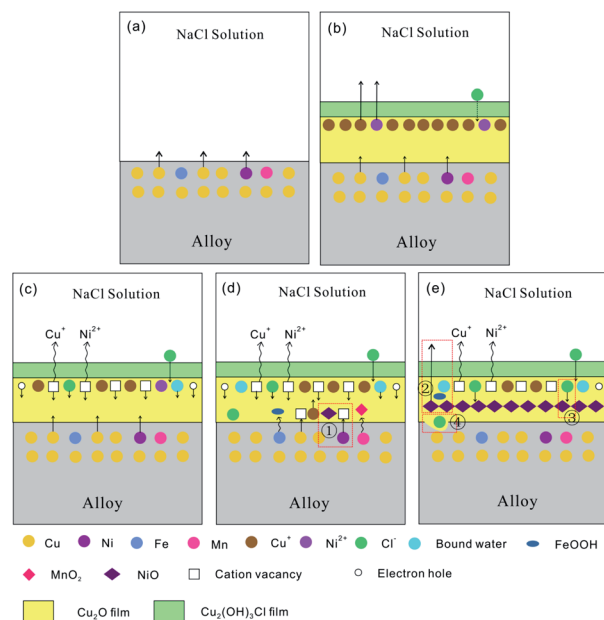 (a)
NaCl Solution
Alloy
(b)
NaCl Solution
Alloy
(c)
NaCl Solution
Cu⁺ Ni²⁺
Alloy
(d)
NaCl Solution
Cu⁺ Ni²⁺
①
Alloy
(e)
NaCl Solution
Cu⁺ Ni²⁺
②
③
④
Alloy
Cu Ni Fe Mn Cu⁺ Ni²⁺ Cl⁻ Bound water FeOOH
MnO₂ NiO Cation vacancy Electron hole
Cu₂O film Cu₂(OH)₃Cl film